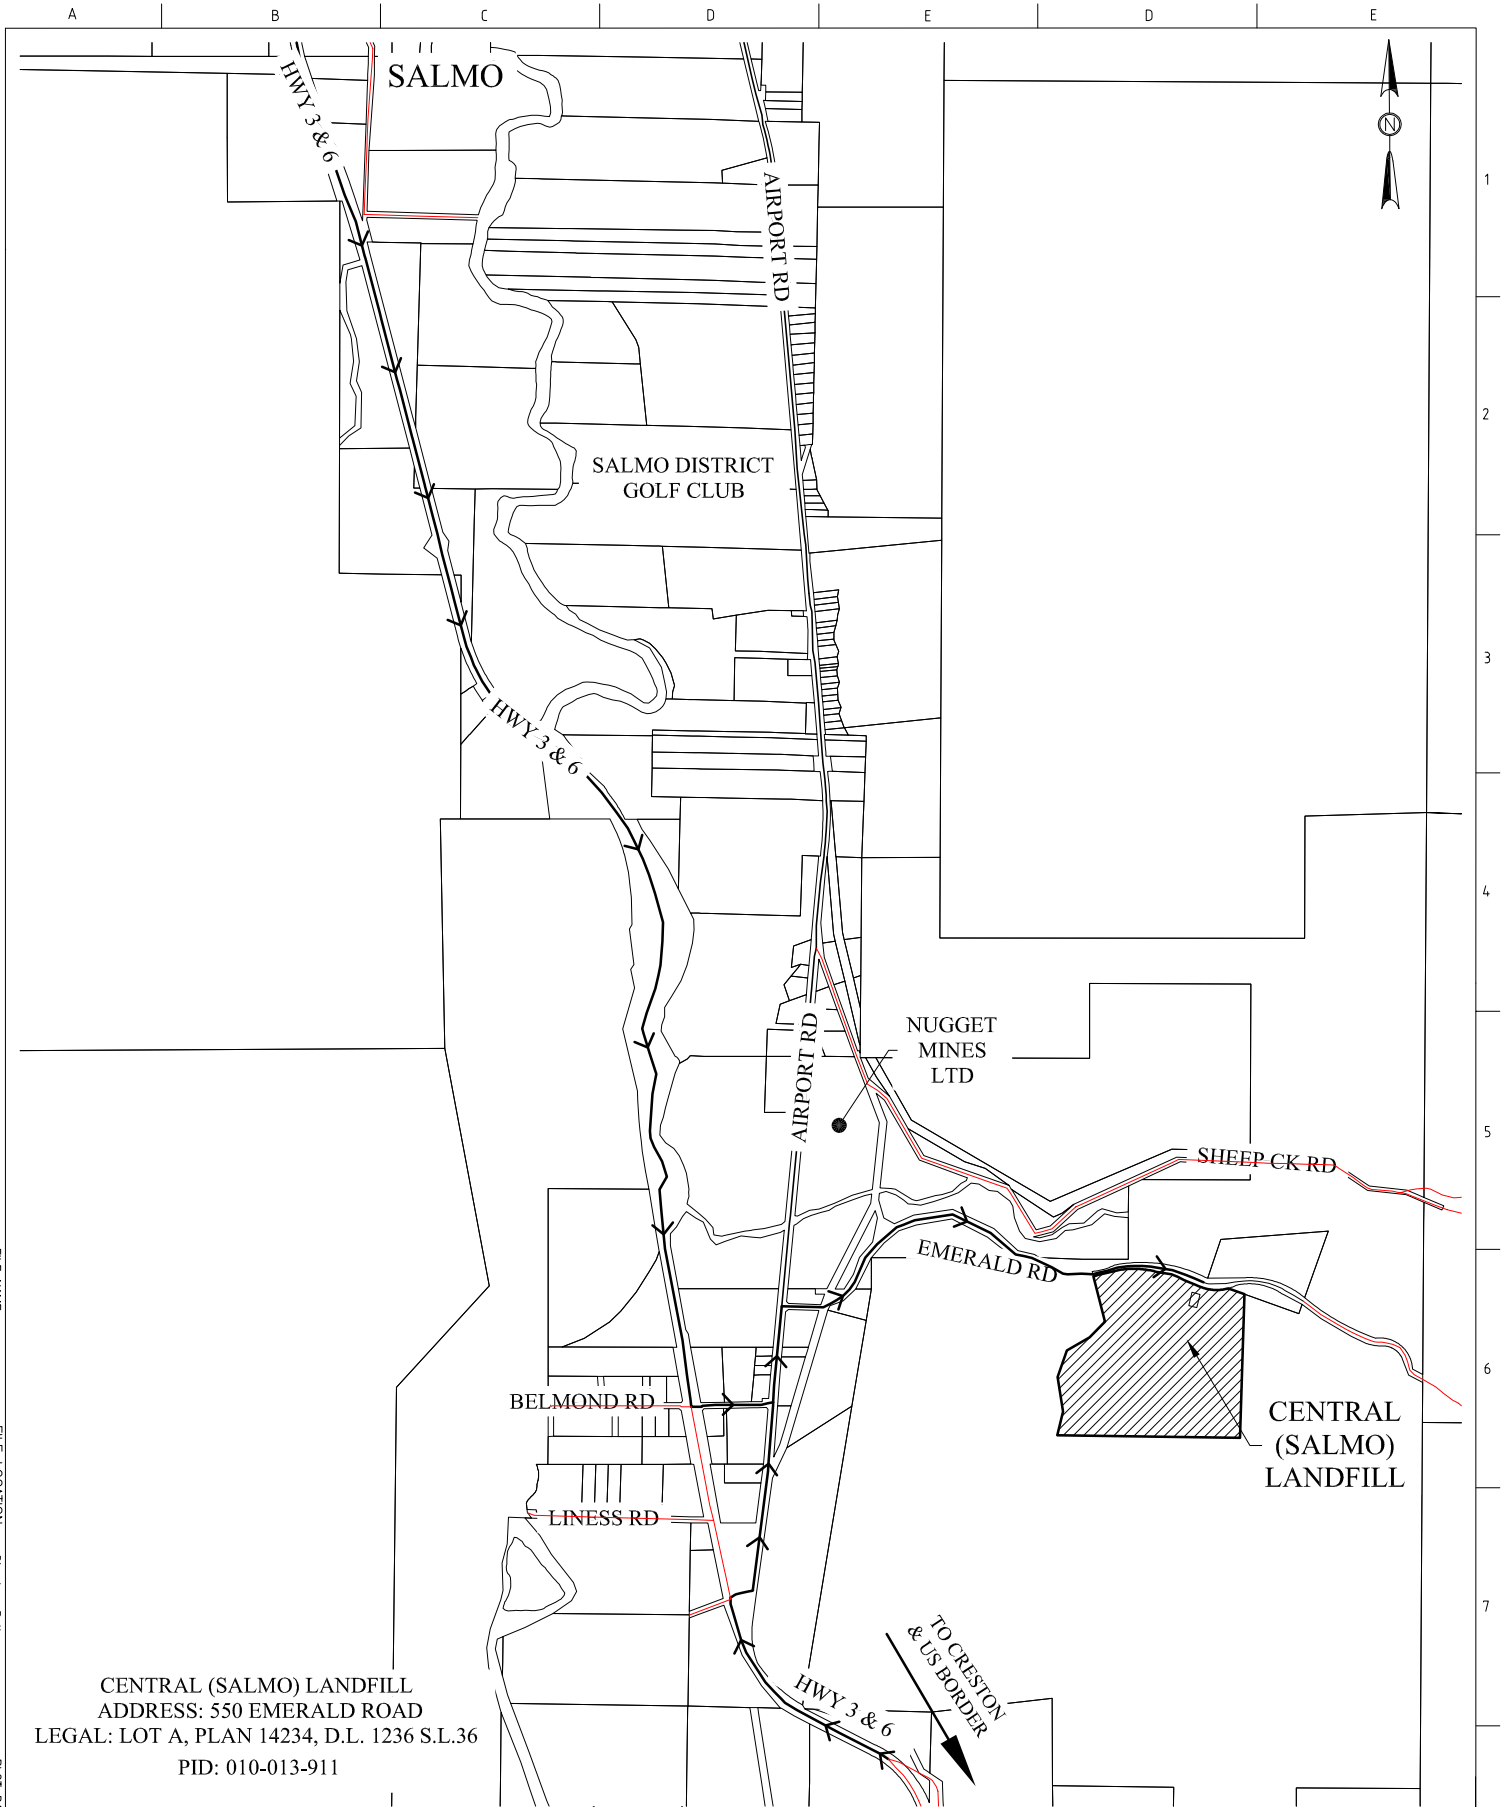 A B C D E D E
SALMO
HWY 3 & 6
N
1
AIRPORT RD
2
SALMO DISTRICT
GOLF CLUB
3
HWY 3 & 6
4
NUGGET
MINES
LTD
AIRPORT RD
5
SHEEP CK RD
EMERALD RD
6
BELMOND RD
CENTRAL
(SALMO)
LANDFILL
LINESS RD
7
TO CRESTON
& US BORDER
HWY 3 & 6
CENTRAL (SALMO) LANDFILL
ADDRESS: 550 EMERALD ROAD
LEGAL: LOT A, PLAN 14234, D.L. 1236 S.L.36
PID: 010-013-911